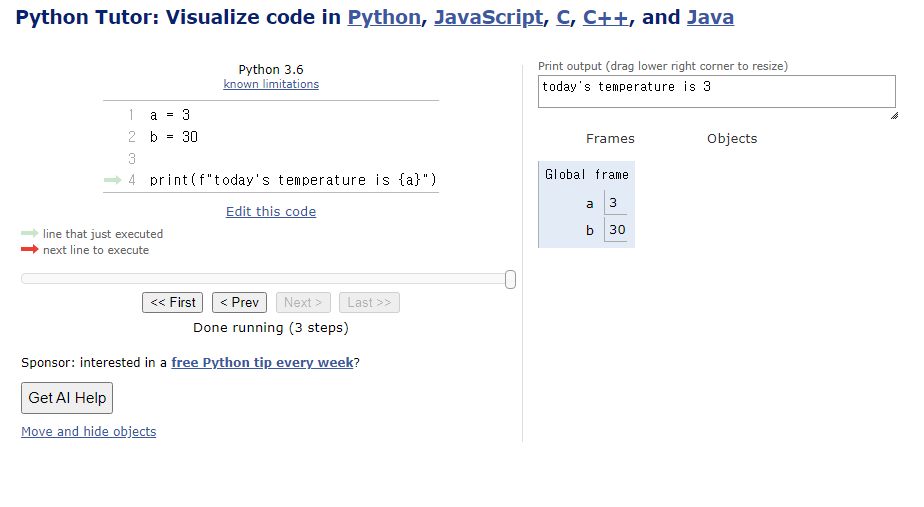 Python Tutor: Visualize code in Python, JavaScript, C, C++, and Java
Python 3.6
known limitations
1 a = 3
2 b = 30
3
4 print(f"today's temperature is {a}")
Edit this code
line that just executed
next line to execute
<< First < Prev Next > Last >>
Done running (3 steps)
Sponsor: interested in a free Python tip every week?
Get AI Help
Move and hide objects
Print output (drag lower right corner to resize)
today's temperature is 3
Frames Objects
Global frame
a 3
b 30